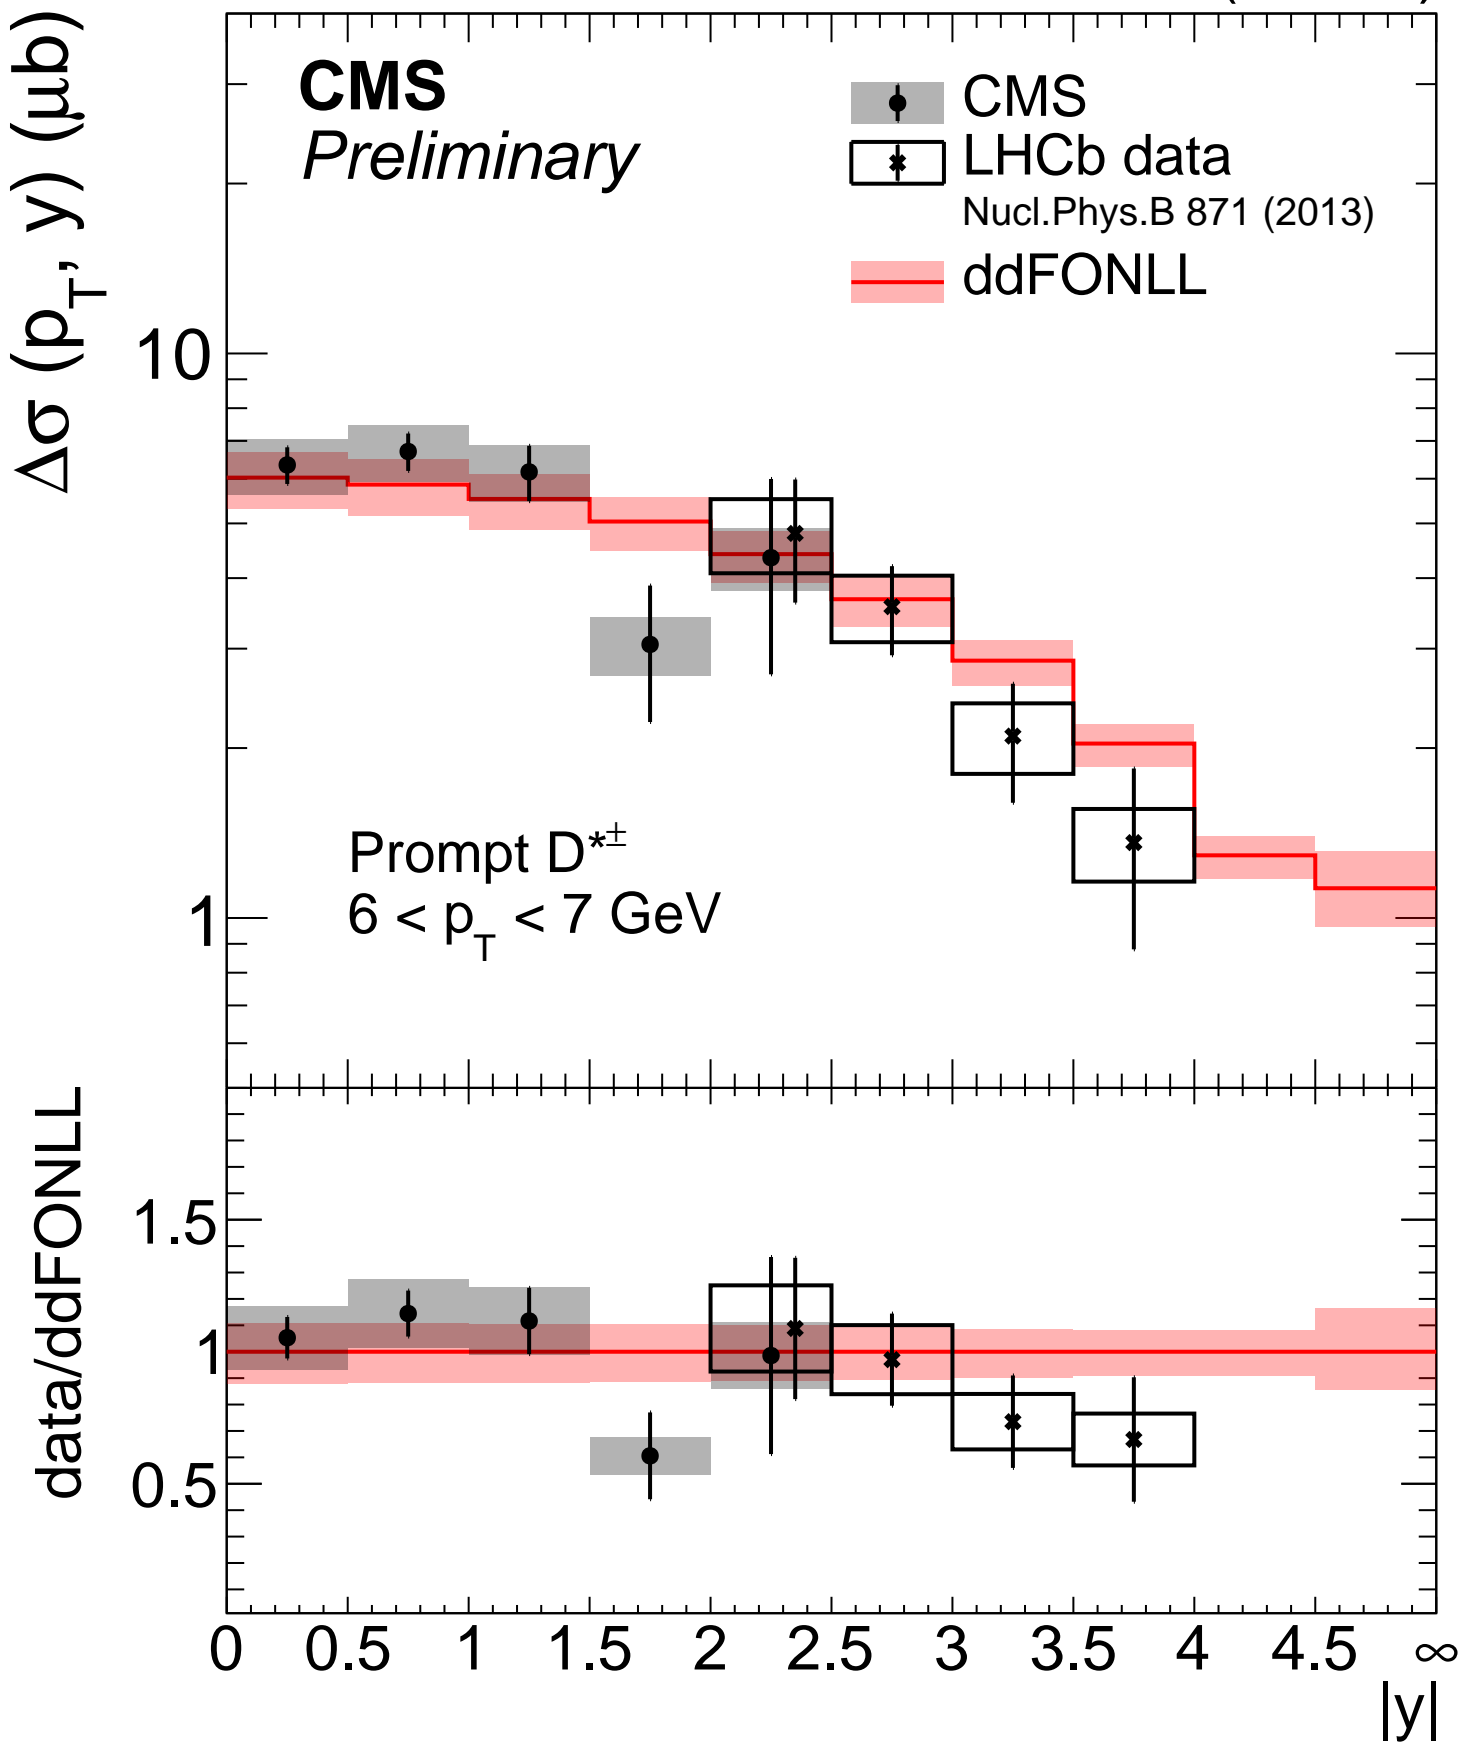 CMS
Preliminary
CMS
LHCb data
Nucl.Phys.B 871 (2013)
ddFONLL
Δσ (p_T, y) (μb)
10
1
Prompt D*±
6 < p_T < 7 GeV
data/ddFONLL
1.5
1
0.5
0 0.5 1 1.5 2 2.5 3 3.5 4 4.5 ∞
|y|